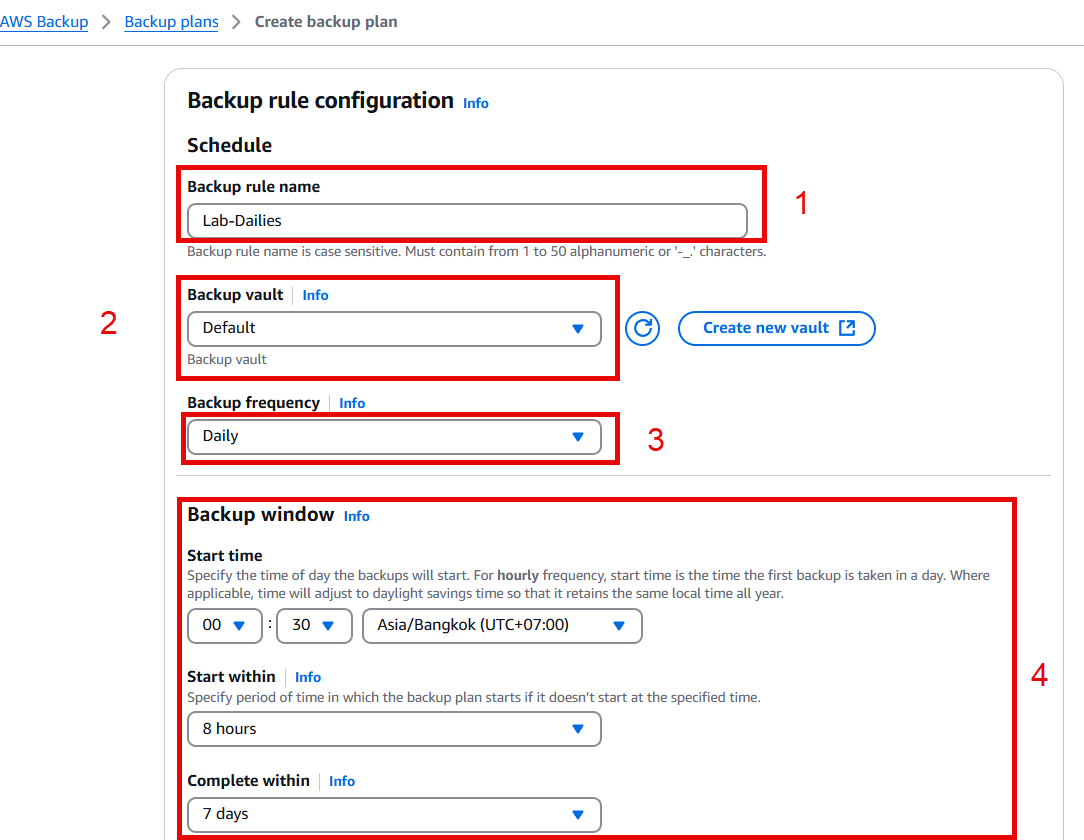 AWS Backup > Backup plans > Create backup plan
Backup rule configuration Info
Schedule
Backup rule name
1
Lab-Dailies
Backup rule name is case sensitive. Must contain from 1 to 50 alphanumeric or '-_.' characters.
2
Backup vault Info
Default
Create new vault
Backup vault
Backup frequency Info
Daily
3
Backup window Info
Start time
Specify the time of day the backups will start. For hourly frequency, start time is the time the first backup is taken in a day. Where
applicable, time will adjust to daylight savings time so that it retains the same local time all year.
00 : 30 Asia/Bangkok (UTC+07:00)
Start within Info
4
Specify period of time in which the backup plan starts if it doesn't start at the specified time.
8 hours
Complete within Info
7 days